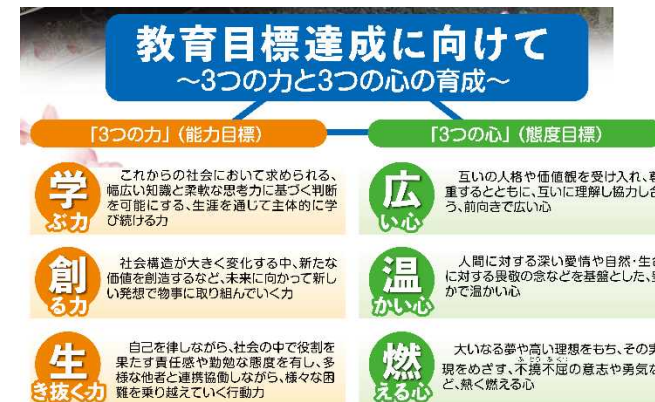 教育目標達成に向けて
～3つの力と3つの心の育成～
「3つの力」（能力目標）
「3つの心」（態度目標）
学
ぶ力
これからの社会において求められる、
幅広い知識と柔軟な思考力に基づく判断
を可能にする、生涯を通じて主体的に学
び続ける力
広
い心
互いの人格や価値観を受け入れ、尊
重するとともに、互いに理解し協力し合
う、前向きで広い心
創
る力
社会構造が大きく変化する中、新たな
価値を創造するなど、未来に向かって新し
い発想で物事に取り組んでいく力
温
かい心
人間に対する深い愛情や自然・生命
に対する畏敬の念などを基盤とした、豊
かで温かい心
生
き抜く力
自己を律しながら、社会の中で役割を
果たす責任感や勤勉な態度を有し、多
様な他者と連携協働しながら、様々な困
難を乗り越えていく行動力
燃
える心
大いなる夢や高い理想をもち、その実
現をめざす、不撓不屈の意志や勇気な
ど、熱く燃える心